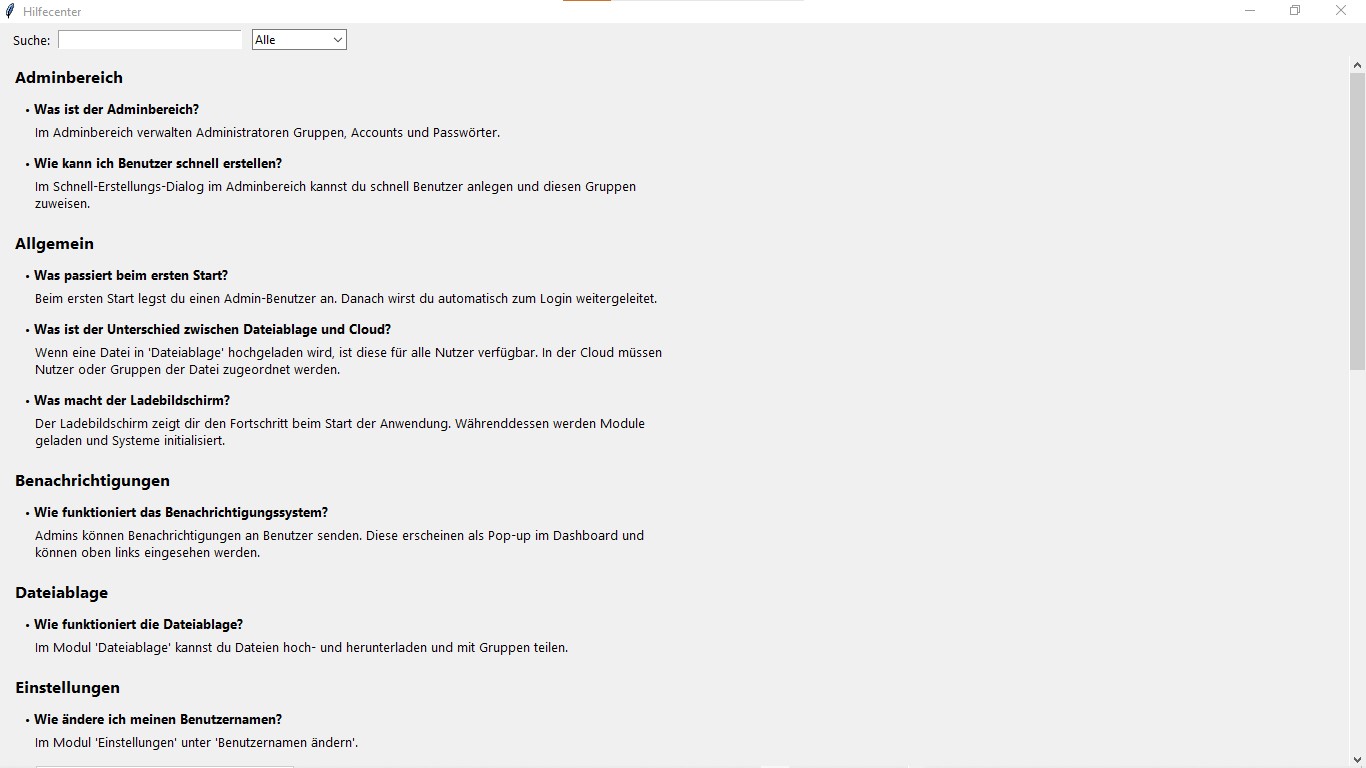 Hilfecenter
Suche:
Alle
Adminbereich
• Was ist der Adminbereich?
Im Adminbereich verwalten Administratoren Gruppen, Accounts und Passwörter.
• Wie kann ich Benutzer schnell erstellen?
Im Schnell-Erstellungs-Dialog im Adminbereich kannst du schnell Benutzer anlegen und diesen Gruppen
zuweisen.
Allgemein
• Was passiert beim ersten Start?
Beim ersten Start legst du einen Admin-Benutzer an. Danach wirst du automatisch zum Login weitergeleitet.
• Was ist der Unterschied zwischen Dateiablage und Cloud?
Wenn eine Datei in 'Dateiablage' hochgeladen wird, ist diese für alle Nutzer verfügbar. In der Cloud müssen
Nutzer oder Gruppen der Datei zugeordnet werden.
• Was macht der Ladebildschirm?
Der Ladebildschirm zeigt dir den Fortschritt beim Start der Anwendung. Währenddessen werden Module
geladen und Systeme initialisiert.
Benachrichtigungen
• Wie funktioniert das Benachrichtigungssystem?
Admins können Benachrichtigungen an Benutzer senden. Diese erscheinen als Pop-up im Dashboard und
können oben links eingesehen werden.
Dateiablage
• Wie funktioniert die Dateiablage?
Im Modul 'Dateiablage' kannst du Dateien hoch- und herunterladen und mit Gruppen teilen.
Einstellungen
• Wie ändere ich meinen Benutzernamen?
Im Modul 'Einstellungen' unter 'Benutzernamen ändern'.